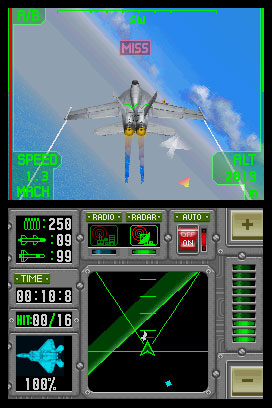 A/B
SW
MISS
SPEED
1.3
MACH
ALT
RADIO
RADAR
AUTO
OFF
ON
+
:250
:09
:99
TIME
00:10:8
HIT:00/16
100%
−